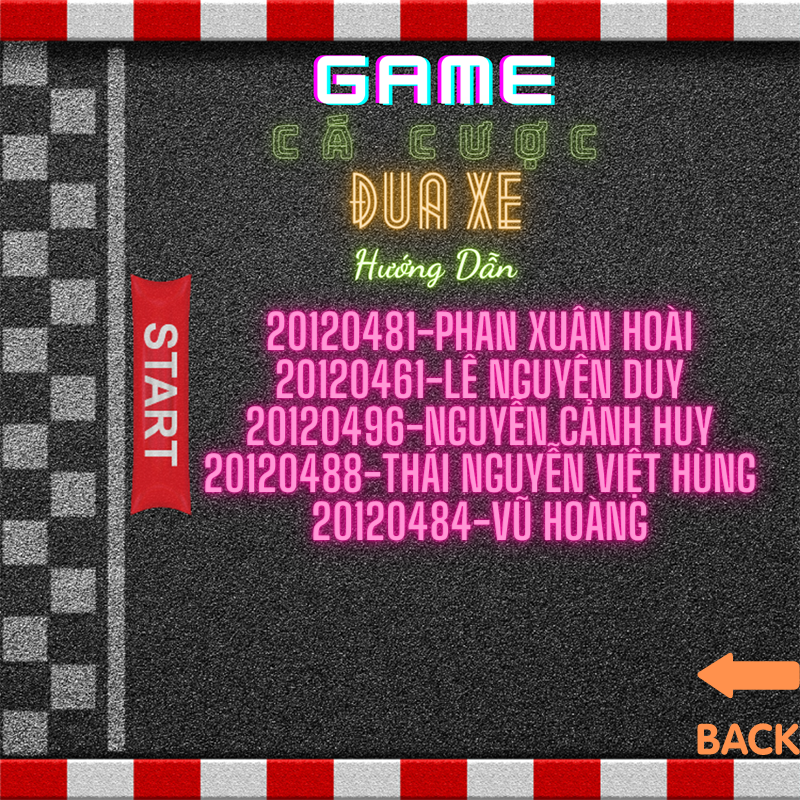 GAME
CÁ CƯỢC
ĐUA XE
Hướng Dẫn
START
20120481-PHAN XUÂN HOÀI
20120461-LÊ NGUYÊN DUY
20120496-NGUYỄN CẢNH HUY
20120488-THÁI NGUYỄN VIỆT HÙNG
20120484-VŨ HOÀNG
BACK